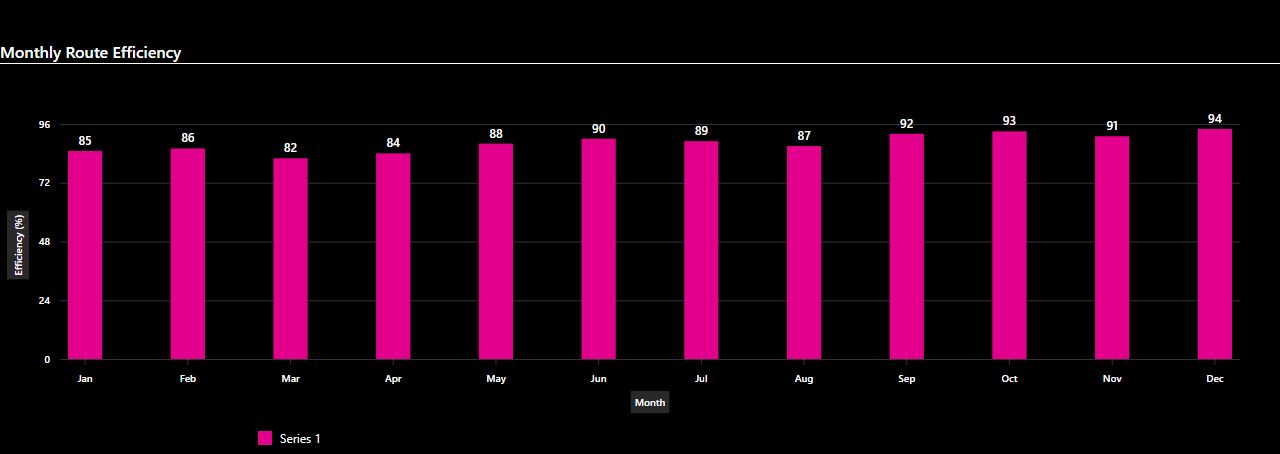 Monthly Route Efficiency
96
72
48
24
0
Efficiency (%)
85
86
82
84
88
90
89
87
92
93
91
94
Jan
Feb
Mar
Apr
May
Jun
Jul
Aug
Sep
Oct
Nov
Dec
Month
Series 1